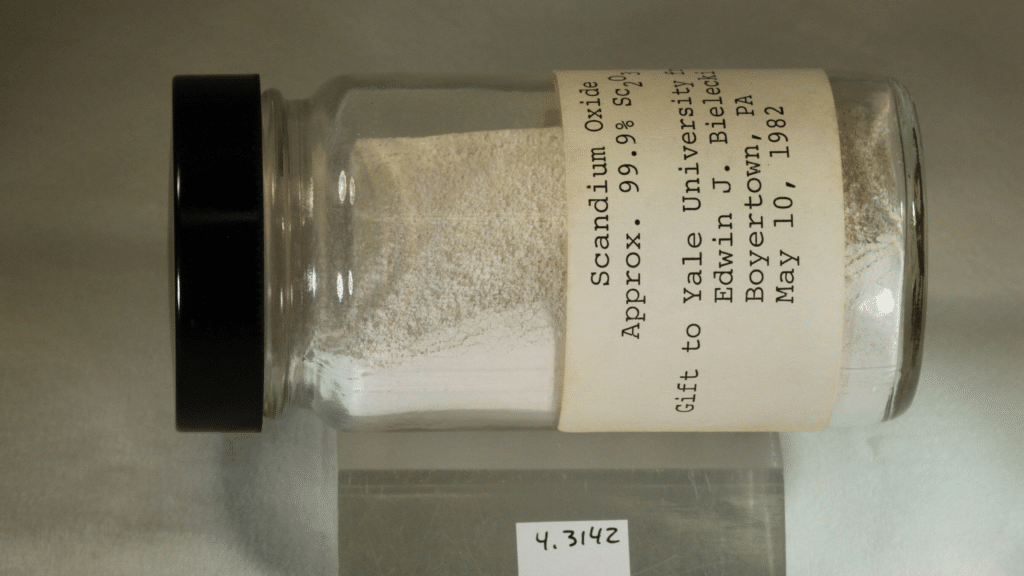 Scandium Oxide
Approx. 99.9% Sc₂O₃
Gift to Yale University
Edwin J. Bielecki
Boyertown, PA
May 10, 1982
4.3142